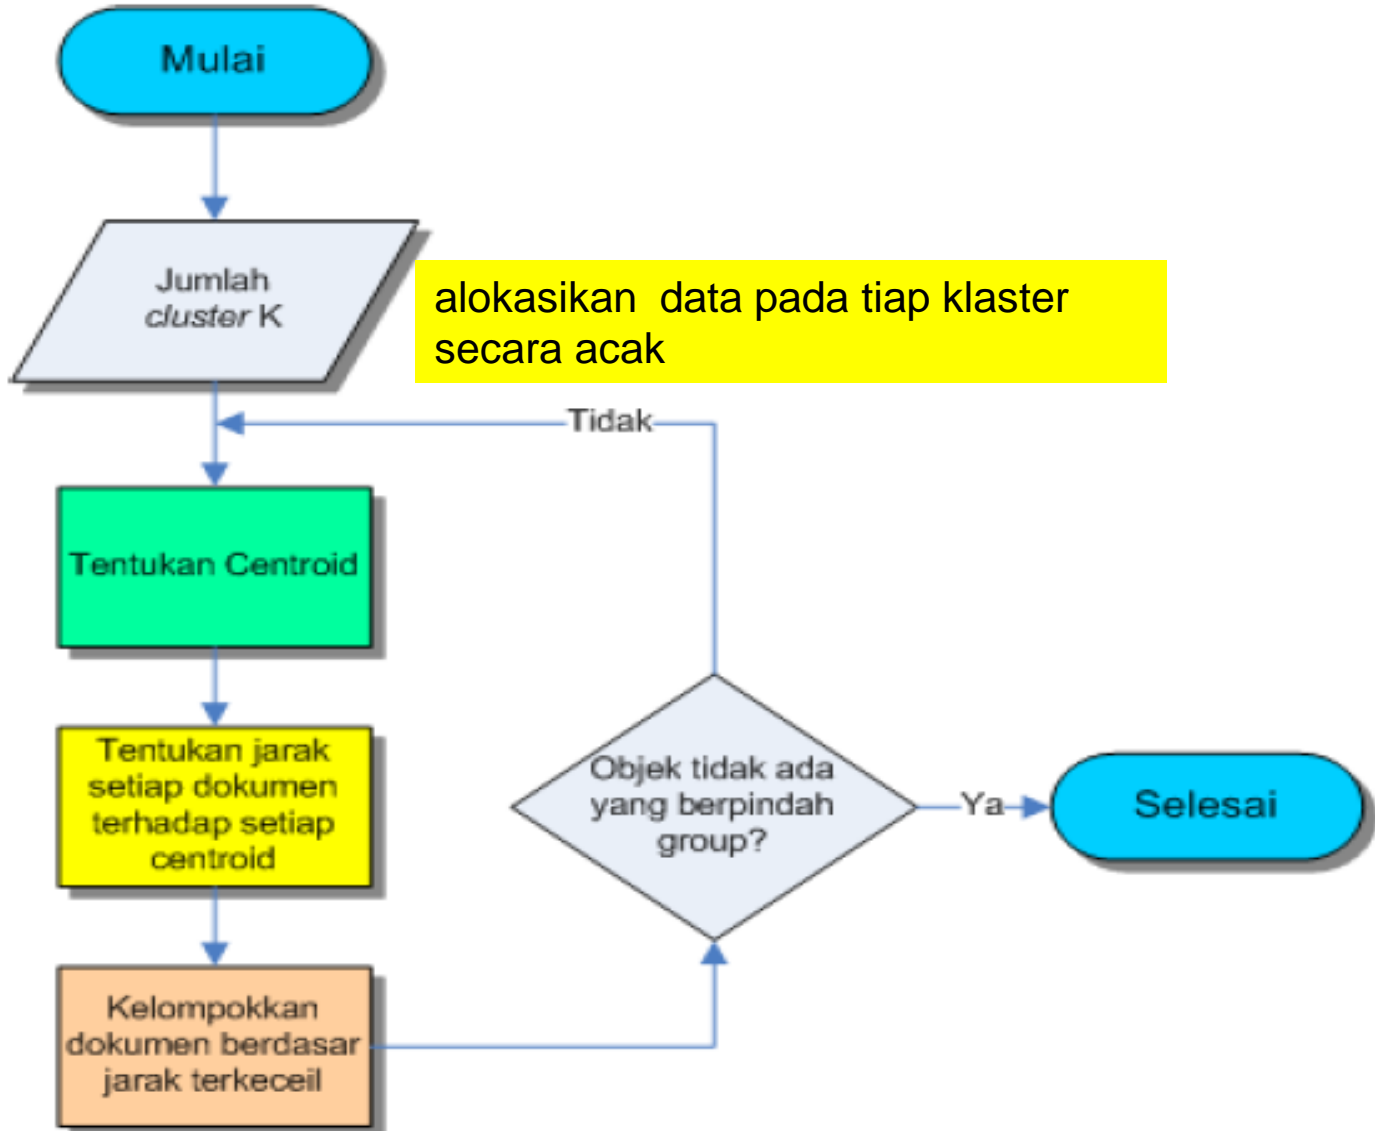 Mulai
Jumlah
cluster K
alokasikan data pada tiap klaster
secara acak
Tidak
Tentukan Centroid
Tentukan jarak
setiap dokumen
terhadap setiap
centroid
Objek tidak ada
yang berpindah
group?
Ya
Selesai
Kelompokkan
dokumen berdasar
jarak terkeceil